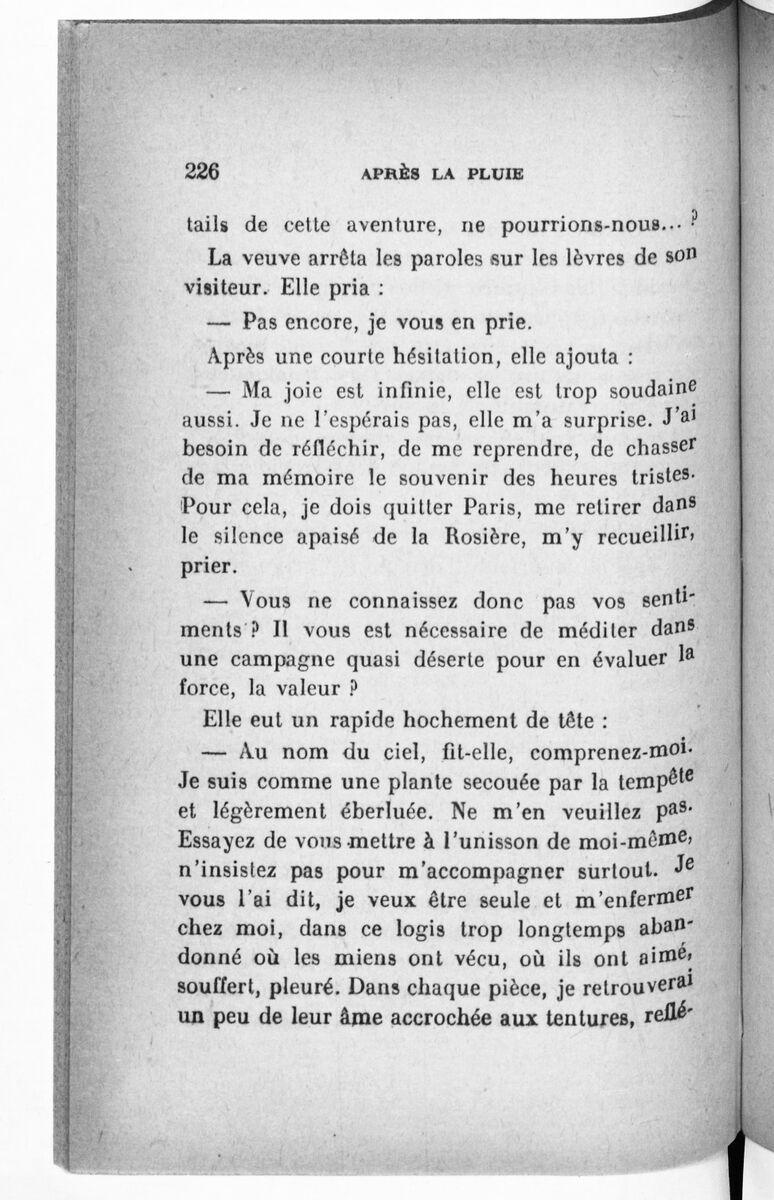 226 APRÈS LA PLUIE
tails de cette aventure, ne pourrions-nous... ?
La veuve arrêta les paroles sur les lèvres de son
visiteur. Elle pria :
— Pas encore, je vous en prie.
Après une courte hésitation, elle ajouta :
— Ma joie est infinie, elle est trop soudaine
aussi. Je ne l'espérais pas, elle m'a surprise. J'ai
besoin de réfléchir, de me reprendre, de chasser
de ma mémoire le souvenir des heures tristes.
Pour cela, je dois quitter Paris, me retirer dans
le silence apaisé de la Rosière, m'y recueillir,
prier.
— Vous ne connaissez donc pas vos senti-
ments ? Il vous est nécessaire de méditer dans
une campagne quasi déserte pour en évaluer la
force, la valeur ?
Elle eut un rapide hochement de tête :
— Au nom du ciel, fit-elle, comprenez-moi.
Je suis comme une plante secouée par la tempête
et légèrement éberluée. Ne m'en veuillez pas.
Essayez de vous mettre à l'unisson de moi-même,
n'insistez pas pour m'accompagner surtout. Je
vous l'ai dit, je veux être seule et m'enfermer
chez moi, dans ce logis trop longtemps aban-
donné où les miens ont vécu, où ils ont aimé,
souffert, pleuré. Dans chaque pièce, je retrouverai
un peu de leur âme accrochée aux tentures, reflé-